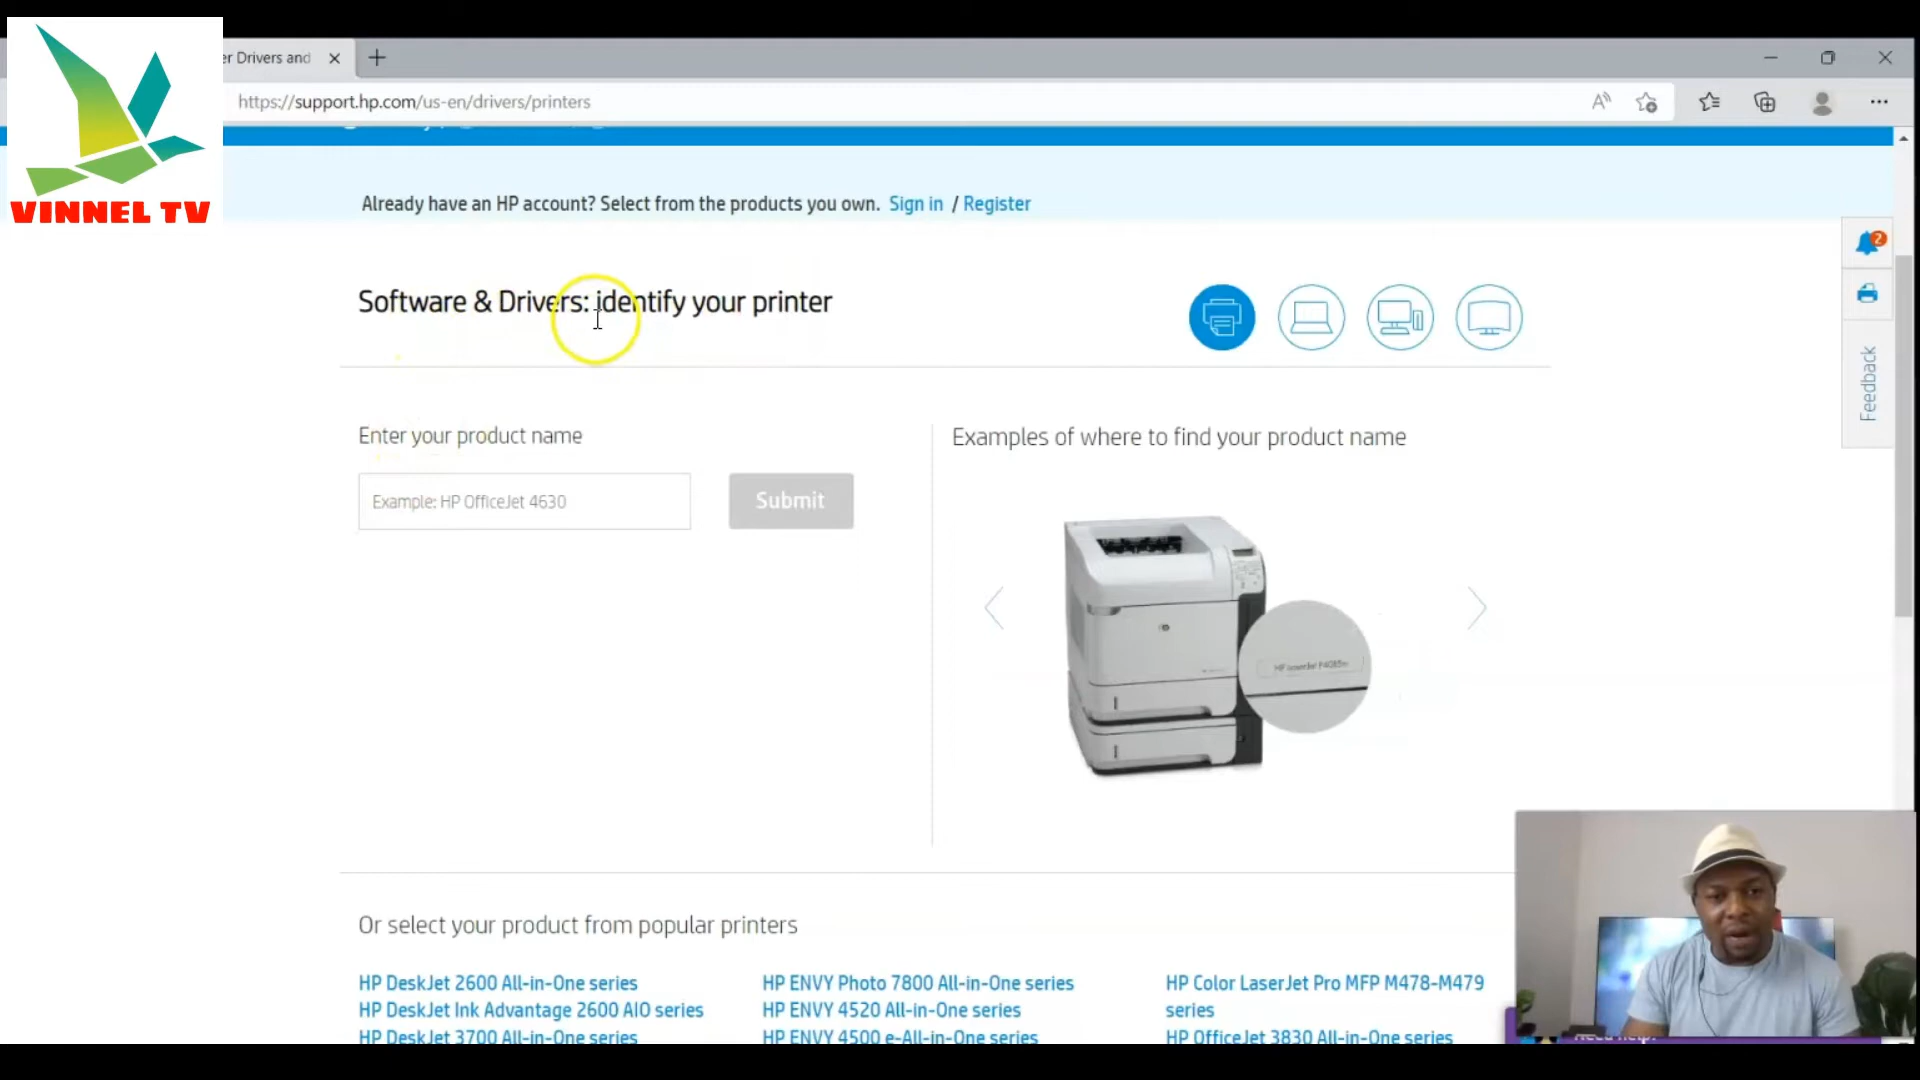 VINNEL TV
er Drivers and
https://support.hp.com/us-en/drivers/printers
Already have an HP account? Select from the products you own. Sign in / Register
2
Software & Drivers: identify your printer
Feedback
Enter your product name
Examples of where to find your product name
Example: HP OfficeJet 4630
Submit
Or select your product from popular printers
HP DeskJet 2600 All-in-One series
HP ENVY Photo 7800 All-in-One series
HP Color LaserJet Pro MFP M478-M479
series
HP DeskJet Ink Advantage 2600 AIO series
HP ENVY 4520 All-in-One series
HP DeskJet 3700 All-in-One series
HP ENVY 4500 e-All-in-One series
HP OfficeJet 3830 All-in-One series
Need help?